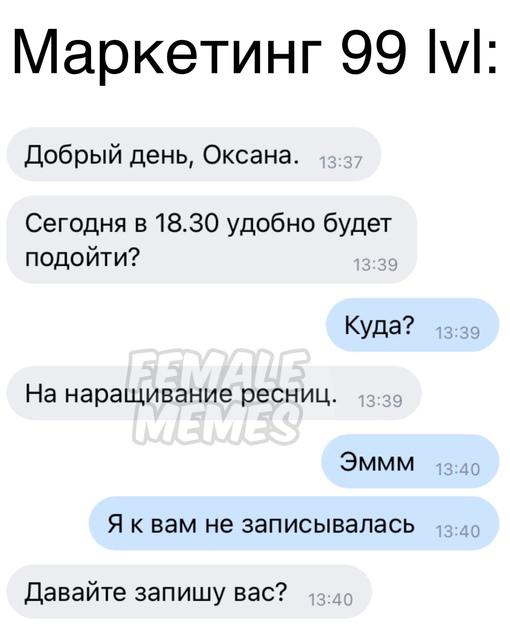 Маркетинг 99 lvl:
Добрый день, Оксана. 13:37
Сегодня в 18.30 удобно будет
подойти? 13:39
Куда? 13:39
FEMALE
На наращивание ресниц. 13:39
MEMES
Эммм 13:40
Я к вам не записывалась 13:40
Давайте запишу вас? 13:40